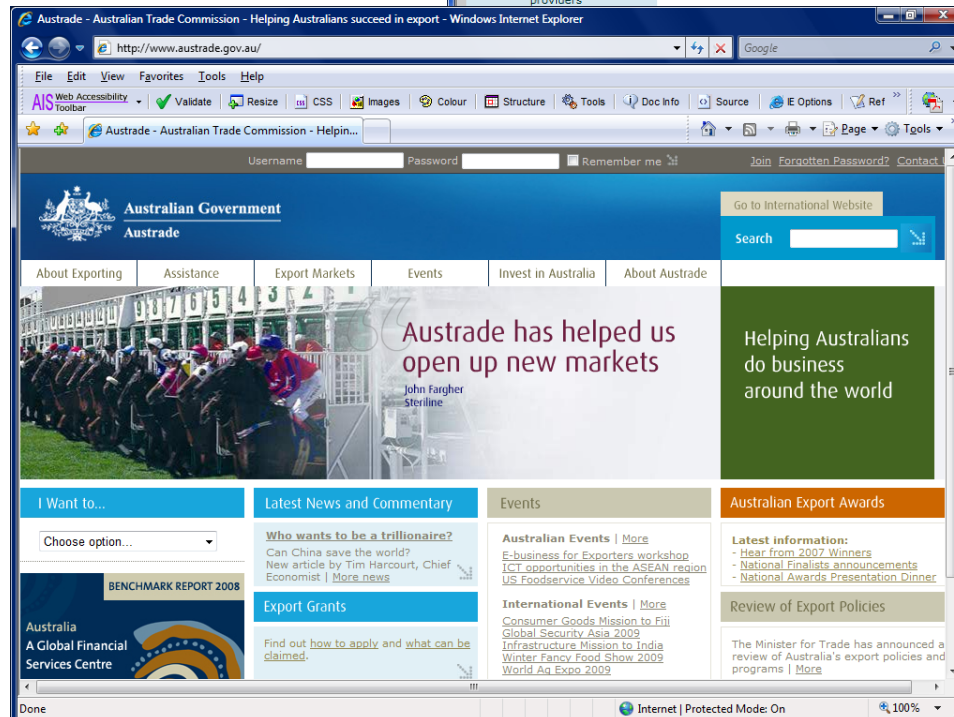 providers
Austrade - Australian Trade Commission - Helping Australians succeed in export - Windows Internet Explorer
http://www.austrade.gov.au/
Google
File Edit View Favorites Tools Help
AIS Web Accessibility Toolbar Validate Resize CSS Images Colour Structure Tools Doc Info Source IE Options Ref
Austrade - Australian Trade Commission - Helpin...
Page Tools
Username Password Remember me Join Forgotten Password? Contact
Australian Government
Austrade
Go to International Website
Search
About Exporting Assistance Export Markets Events Invest in Australia About Austrade
9 8 7 6 5 4 3 2 1
Austrade has helped us
open up new markets
John Fargher
Steriline
Helping Australians
do business
around the world
I Want to...
Choose option...
BENCHMARK REPORT 2008
Australia
A Global Financial
Services Centre
Latest News and Commentary
Who wants to be a trillionaire?
Can China save the world?
New article by Tim Harcourt, Chief
Economist | More news
Export Grants
Find out how to apply and what can be
claimed.
Events
Australian Events | More
E-business for Exporters workshop
ICT opportunities in the ASEAN region
US Foodservice Video Conferences
International Events | More
Consumer Goods Mission to Fiji
Global Security Asia 2009
Infrastructure Mission to India
Winter Fancy Food Show 2009
World Ag Expo 2009
Australian Export Awards
Latest information:
- Hear from 2007 Winners
- National Finalists announcements
- National Awards Presentation Dinner
Review of Export Policies
The Minister for Trade has announced a
review of Australia's export policies and
programs | More
Done
Internet | Protected Mode: On
100%